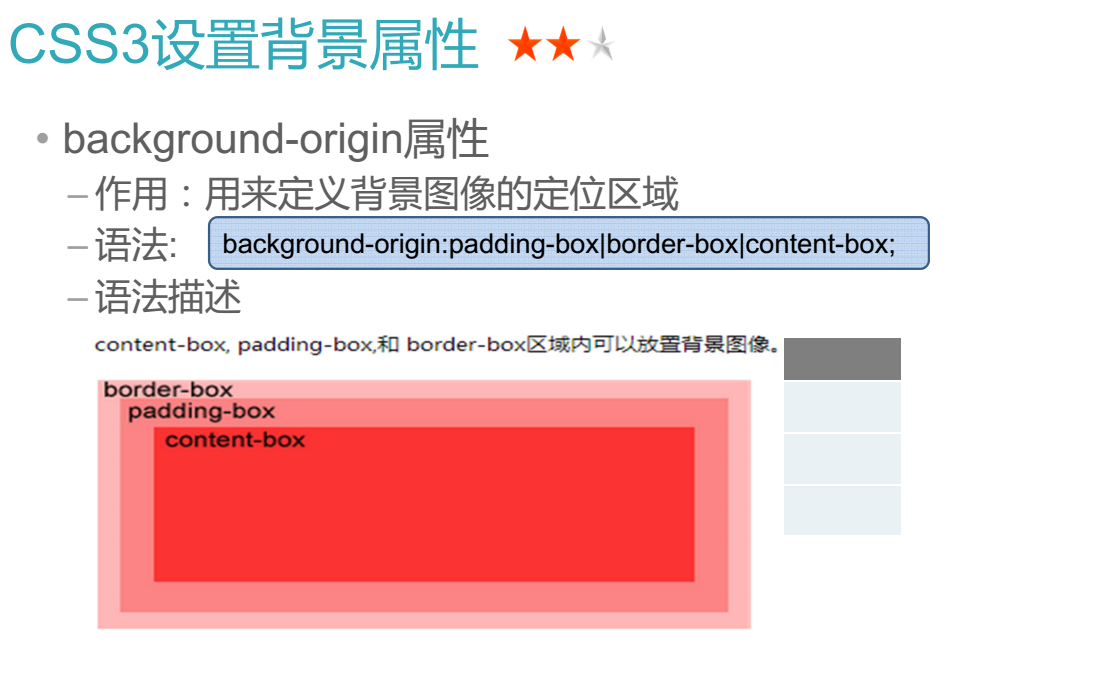 CSS3设置背景属性
• background-origin属性
–作用：用来定义背景图像的定位区域
–语法:
background-origin:padding-box|border-box|content-box;
–语法描述
content-box, padding-box,和 border-box区域内可以放置背景图像。
border-box
padding-box
content-box